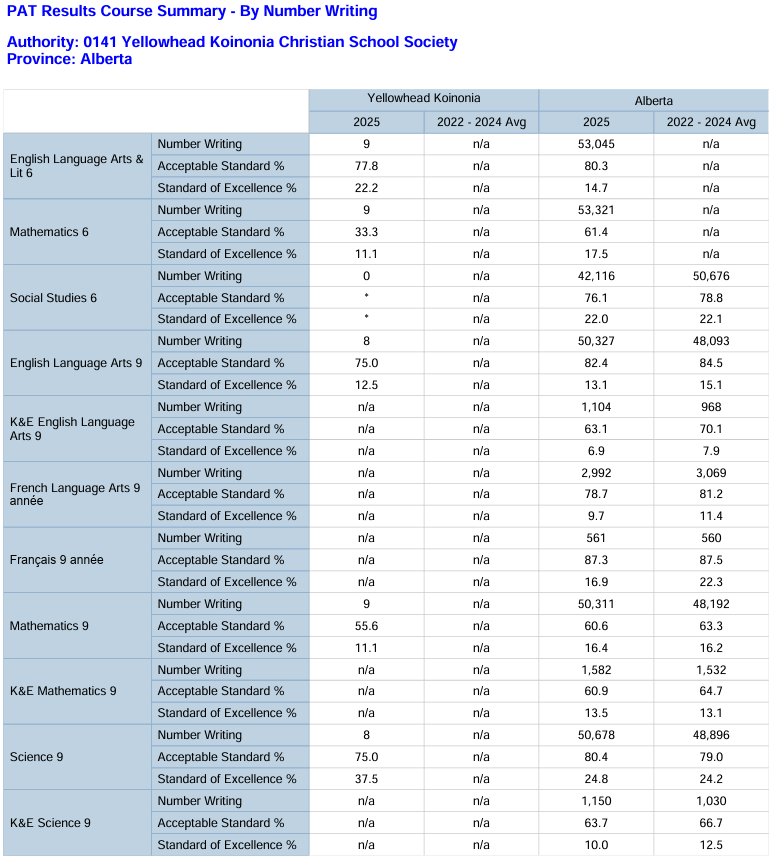 PAT Results Course Summary - By Number Writing
Authority: 0141 Yellowhead Koinonia Christian School Society
Province: Alberta
Yellowhead Koinonia Alberta
2025 2022 - 2024 Avg 2025 2022 - 2024 Avg
English Language Arts &
Lit 6
Number Writing 9 n/a 53,045 n/a
Acceptable Standard % 77.8 n/a 80.3 n/a
Standard of Excellence % 22.2 n/a 14.7 n/a
Mathematics 6
Number Writing 9 n/a 53,321 n/a
Acceptable Standard % 33.3 n/a 61.4 n/a
Standard of Excellence % 11.1 n/a 17.5 n/a
Social Studies 6
Number Writing 0 n/a 42,116 50,676
Acceptable Standard % * n/a 76.1 78.8
Standard of Excellence % * n/a 22.0 22.1
English Language Arts 9
Number Writing 8 n/a 50,327 48,093
Acceptable Standard % 75.0 n/a 82.4 84.5
Standard of Excellence % 12.5 n/a 13.1 15.1
K&E English Language
Arts 9
Number Writing n/a n/a 1,104 968
Acceptable Standard % n/a n/a 63.1 70.1
Standard of Excellence % n/a n/a 6.9 7.9
French Language Arts 9
année
Number Writing n/a n/a 2,992 3,069
Acceptable Standard % n/a n/a 78.7 81.2
Standard of Excellence % n/a n/a 9.7 11.4
Français 9 année
Number Writing n/a n/a 561 560
Acceptable Standard % n/a n/a 87.3 87.5
Standard of Excellence % n/a n/a 16.9 22.3
Mathematics 9
Number Writing 9 n/a 50,311 48,192
Acceptable Standard % 55.6 n/a 60.6 63.3
Standard of Excellence % 11.1 n/a 16.4 16.2
K&E Mathematics 9
Number Writing n/a n/a 1,582 1,532
Acceptable Standard % n/a n/a 60.9 64.7
Standard of Excellence % n/a n/a 13.5 13.1
Science 9
Number Writing 8 n/a 50,678 48,896
Acceptable Standard % 75.0 n/a 80.4 79.0
Standard of Excellence % 37.5 n/a 24.8 24.2
K&E Science 9
Number Writing n/a n/a 1,150 1,030
Acceptable Standard % n/a n/a 63.7 66.7
Standard of Excellence % n/a n/a 10.0 12.5